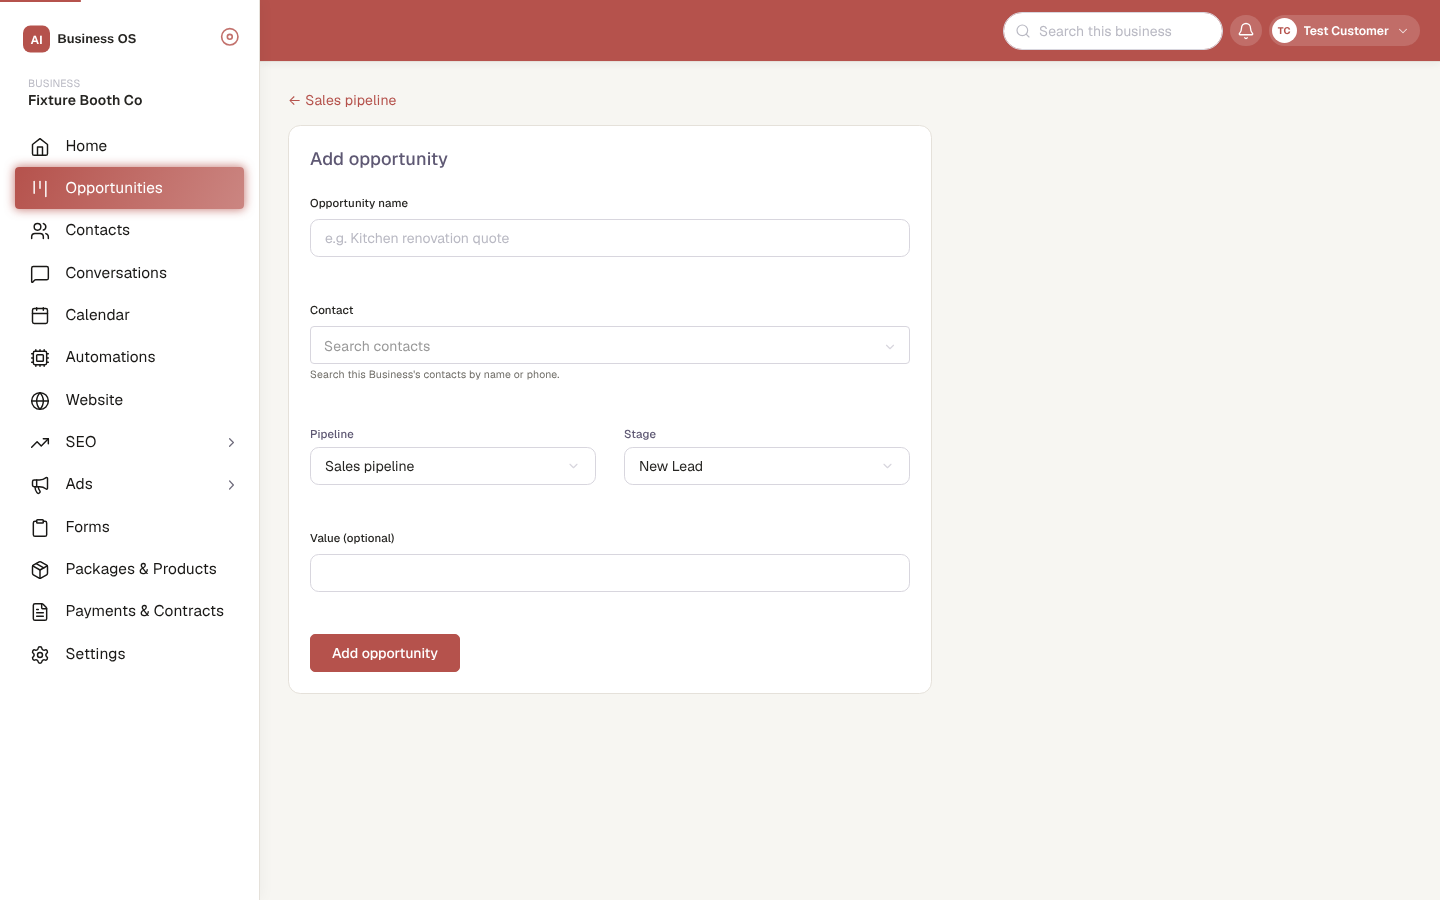 AI Business OS
Search this business
TC Test Customer
BUSINESS
Fixture Booth Co
Home
Opportunities
Contacts
Conversations
Calendar
Automations
Website
SEO
Ads
Forms
Packages & Products
Payments & Contracts
Settings
← Sales pipeline
Add opportunity
Opportunity name
e.g. Kitchen renovation quote
Contact
Search contacts
Search this Business's contacts by name or phone.
Pipeline
Sales pipeline
Stage
New Lead
Value (optional)
Add opportunity